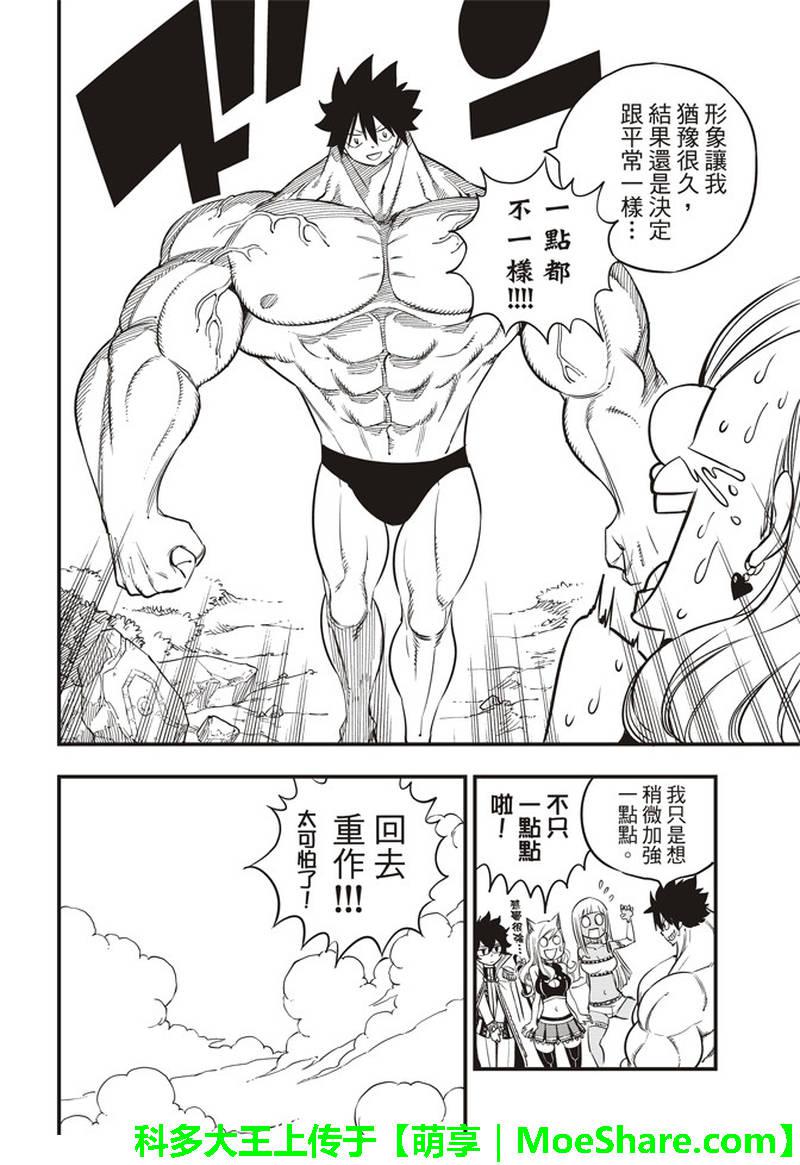 形象讓我
猶豫很久，
結果還是決定
跟平常一樣…
一點都
不一樣!!!!
我只是想
稍微加強
一點點。
不只
一點點
啦！
回去
重作!!!
太可怕了！
科多大王上传于【萌享 | MoeShare.com】